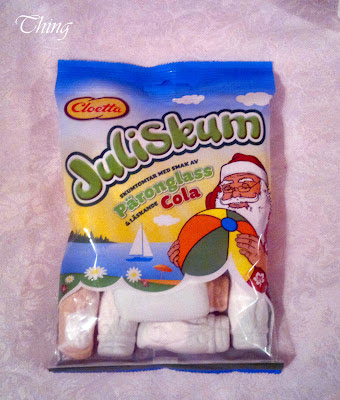 Thing
Cloetta
JuliSkum
SKUMTOMTAR MED SMAK AV
Päronglass
& LÄSKANDE Cola